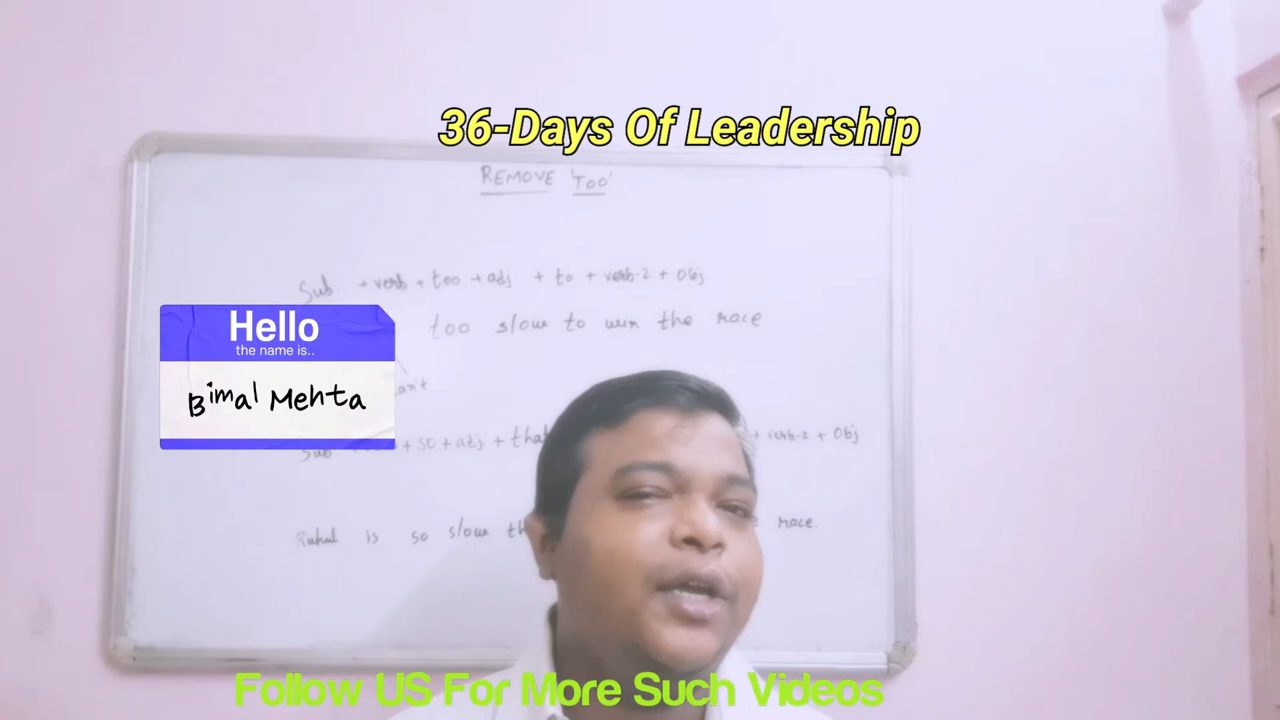 36-Days Of Leadership
REMOVE 'TOO'
Sub. + verb + too + adj + to + verb-2 + Obj
too slow to win the race
Hello
the name is..
Bimal Mehta
Sub. + so + adj + that + verb-2 + Obj
Rahul is so slow race.
Follow US For More Such Videos